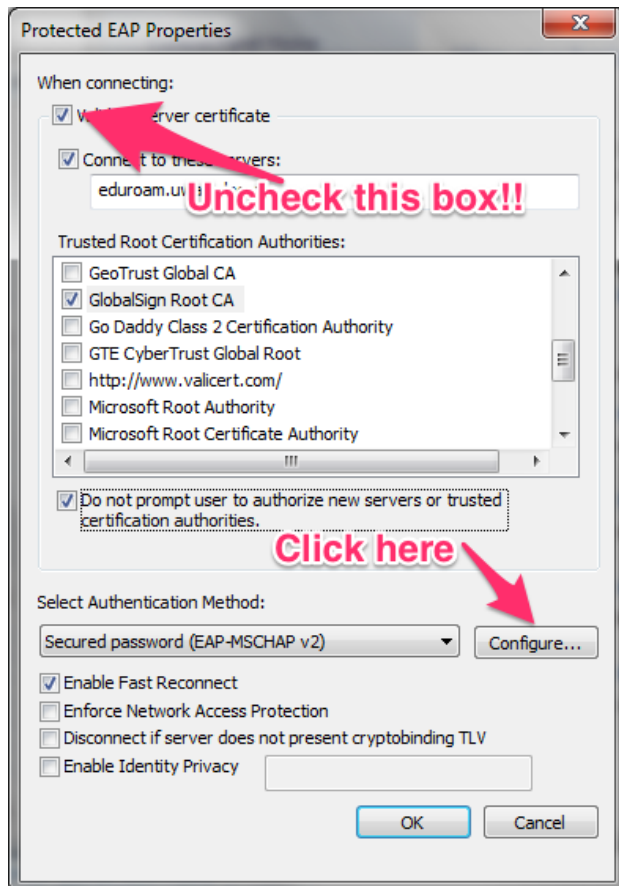 Protected EAP Properties
When connecting:
server certificate
Connect to these servers:
Uncheck this box!!
Trusted Root Certification Authorities:
GeoTrust Global CA
GlobalSign Root CA
Go Daddy Class 2 Certification Authority
GTE CyberTrust Global Root
http://www.valicert.com/
Microsoft Root Authority
Microsoft Root Certificate Authority
Do not prompt user to authorize new servers or trusted
certification authorities.
Click here
Select Authentication Method:
Secured password (EAP-MSCHAP v2)
Configure...
Enable Fast Reconnect
Enforce Network Access Protection
Disconnect if server does not present cryptobinding TLV
Enable Identity Privacy
OK
Cancel